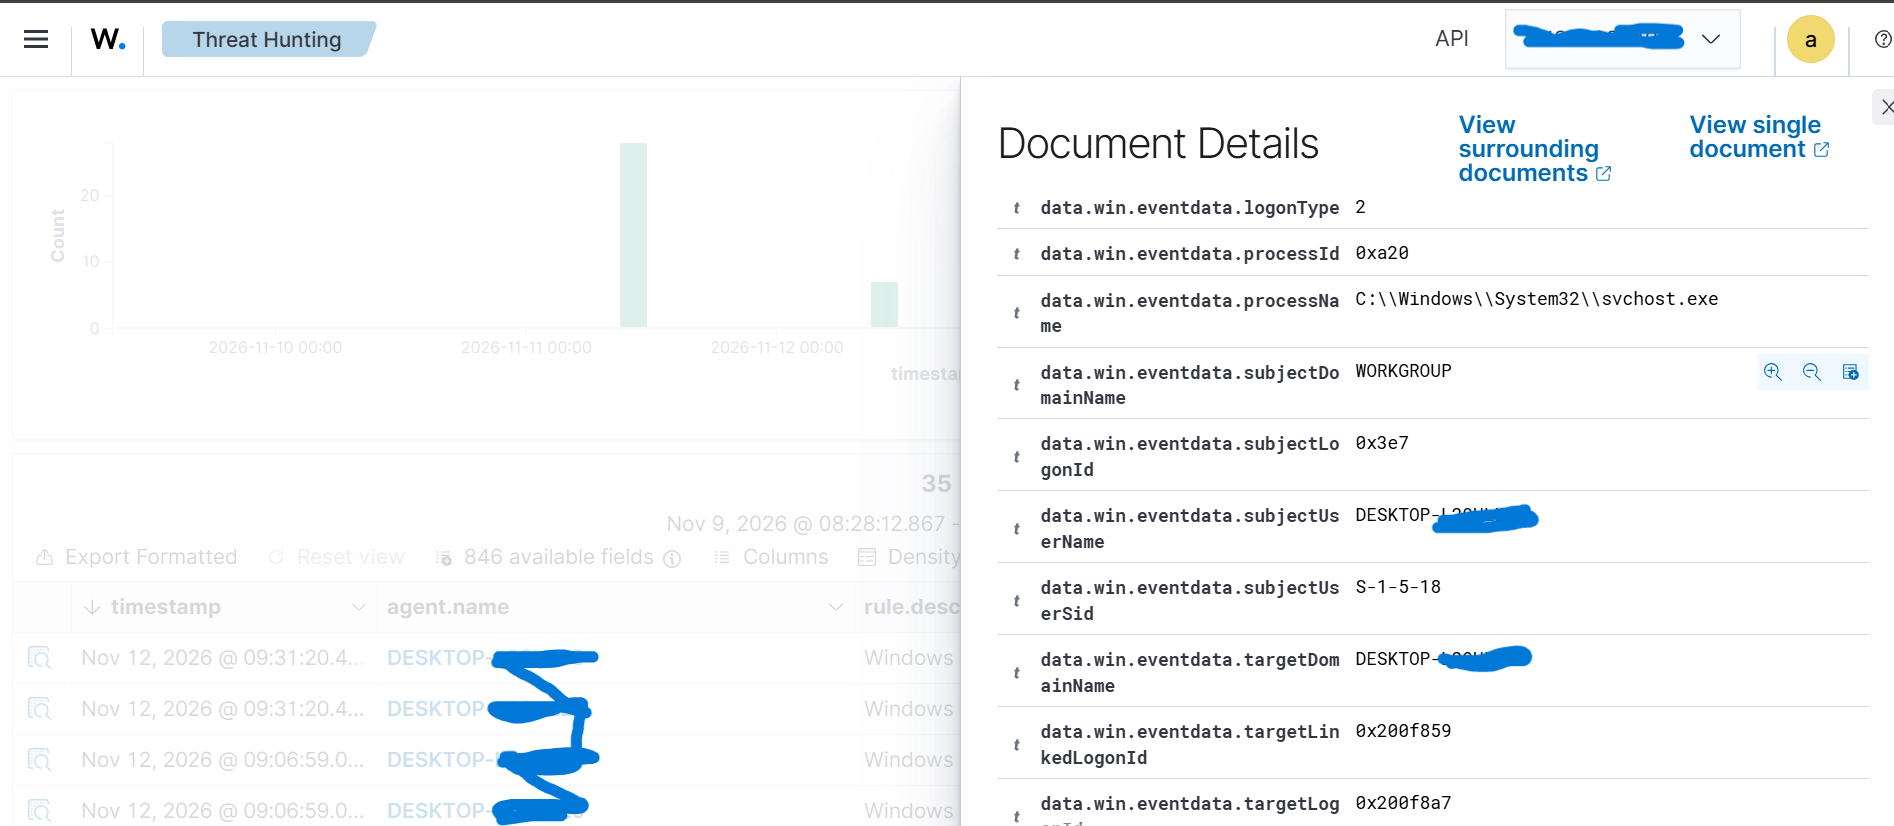 W.
Threat Hunting
API
a
Count
20
10
0
2026-11-10 00:00
2026-11-11 00:00
2026-11-12 00:00
timesta
35
Nov 9, 2026 @ 08:28:12.867 -
Export Formatted
Reset view
846 available fields
Columns
Density
timestamp
agent.name
rule.desc
Nov 12, 2026 @ 09:31:20.4... DESKTOP- Windows
Nov 12, 2026 @ 09:31:20.4... DESKTOP- Windows
Nov 12, 2026 @ 09:06:59.0... DESKTOP- Windows
Nov 12, 2026 @ 09:06:59.0... DESKTOP- Windows
Document Details
View
surrounding
documents
View single
document
t data.win.eventdata.logonType 2
t data.win.eventdata.processId 0xa20
t data.win.eventdata.processNa C:\\Windows\\System32\\svchost.exe
me
t data.win.eventdata.subjectDo WORKGROUP
mainName
t data.win.eventdata.subjectLo 0x3e7
gonId
t data.win.eventdata.subjectUs DESKTOP-
erName
t data.win.eventdata.subjectUs S-1-5-18
erSid
t data.win.eventdata.targetDom DESKTOP-
ainName
t data.win.eventdata.targetLin 0x200f859
kedLogonId
t data.win.eventdata.targetLog 0x200f8a7